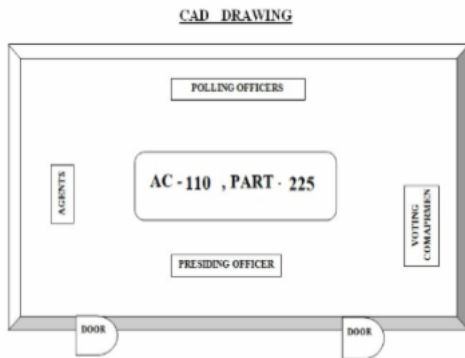 CAD DRAWING
POLLING OFFICERS
AC - 110 , PART - 225
AGENTS
VOTING
COMAPRMEN
PRESIDING OFFICER
DOOR
DOOR